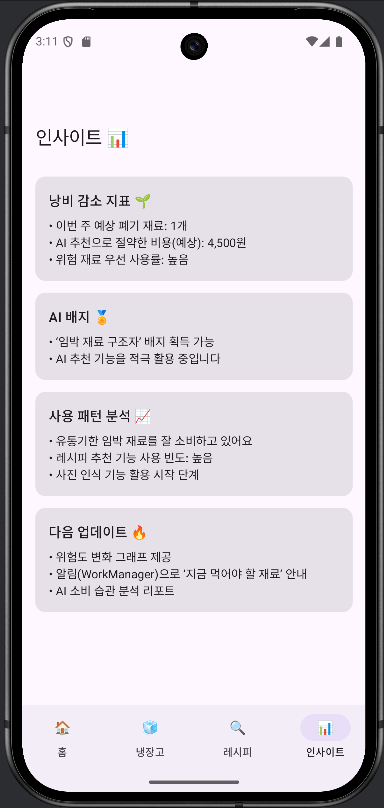 3:11
인사이트 📊
낭비 감소 지표 🌱
• 이번 주 예상 폐기 재료: 1개
• AI 추천으로 절약한 비용(예상): 4,500원
• 위험 재료 우선 사용률: 높음
AI 배지 🏅
• ‘임박 재료 구조자’ 배지 획득 가능
• AI 추천 기능을 적극 활용 중입니다
사용 패턴 분석 📈
• 유통기한 임박 재료를 잘 소비하고 있어요
• 레시피 추천 기능 사용 빈도: 높음
• 사진 인식 기능 활용 시작 단계
다음 업데이트 🔥
• 위험도 변화 그래프 제공
• 알림(WorkManager)으로 ‘지금 먹어야 할 재료’ 안내
• AI 소비 습관 분석 리포트
홈
냉장고
레시피
인사이트